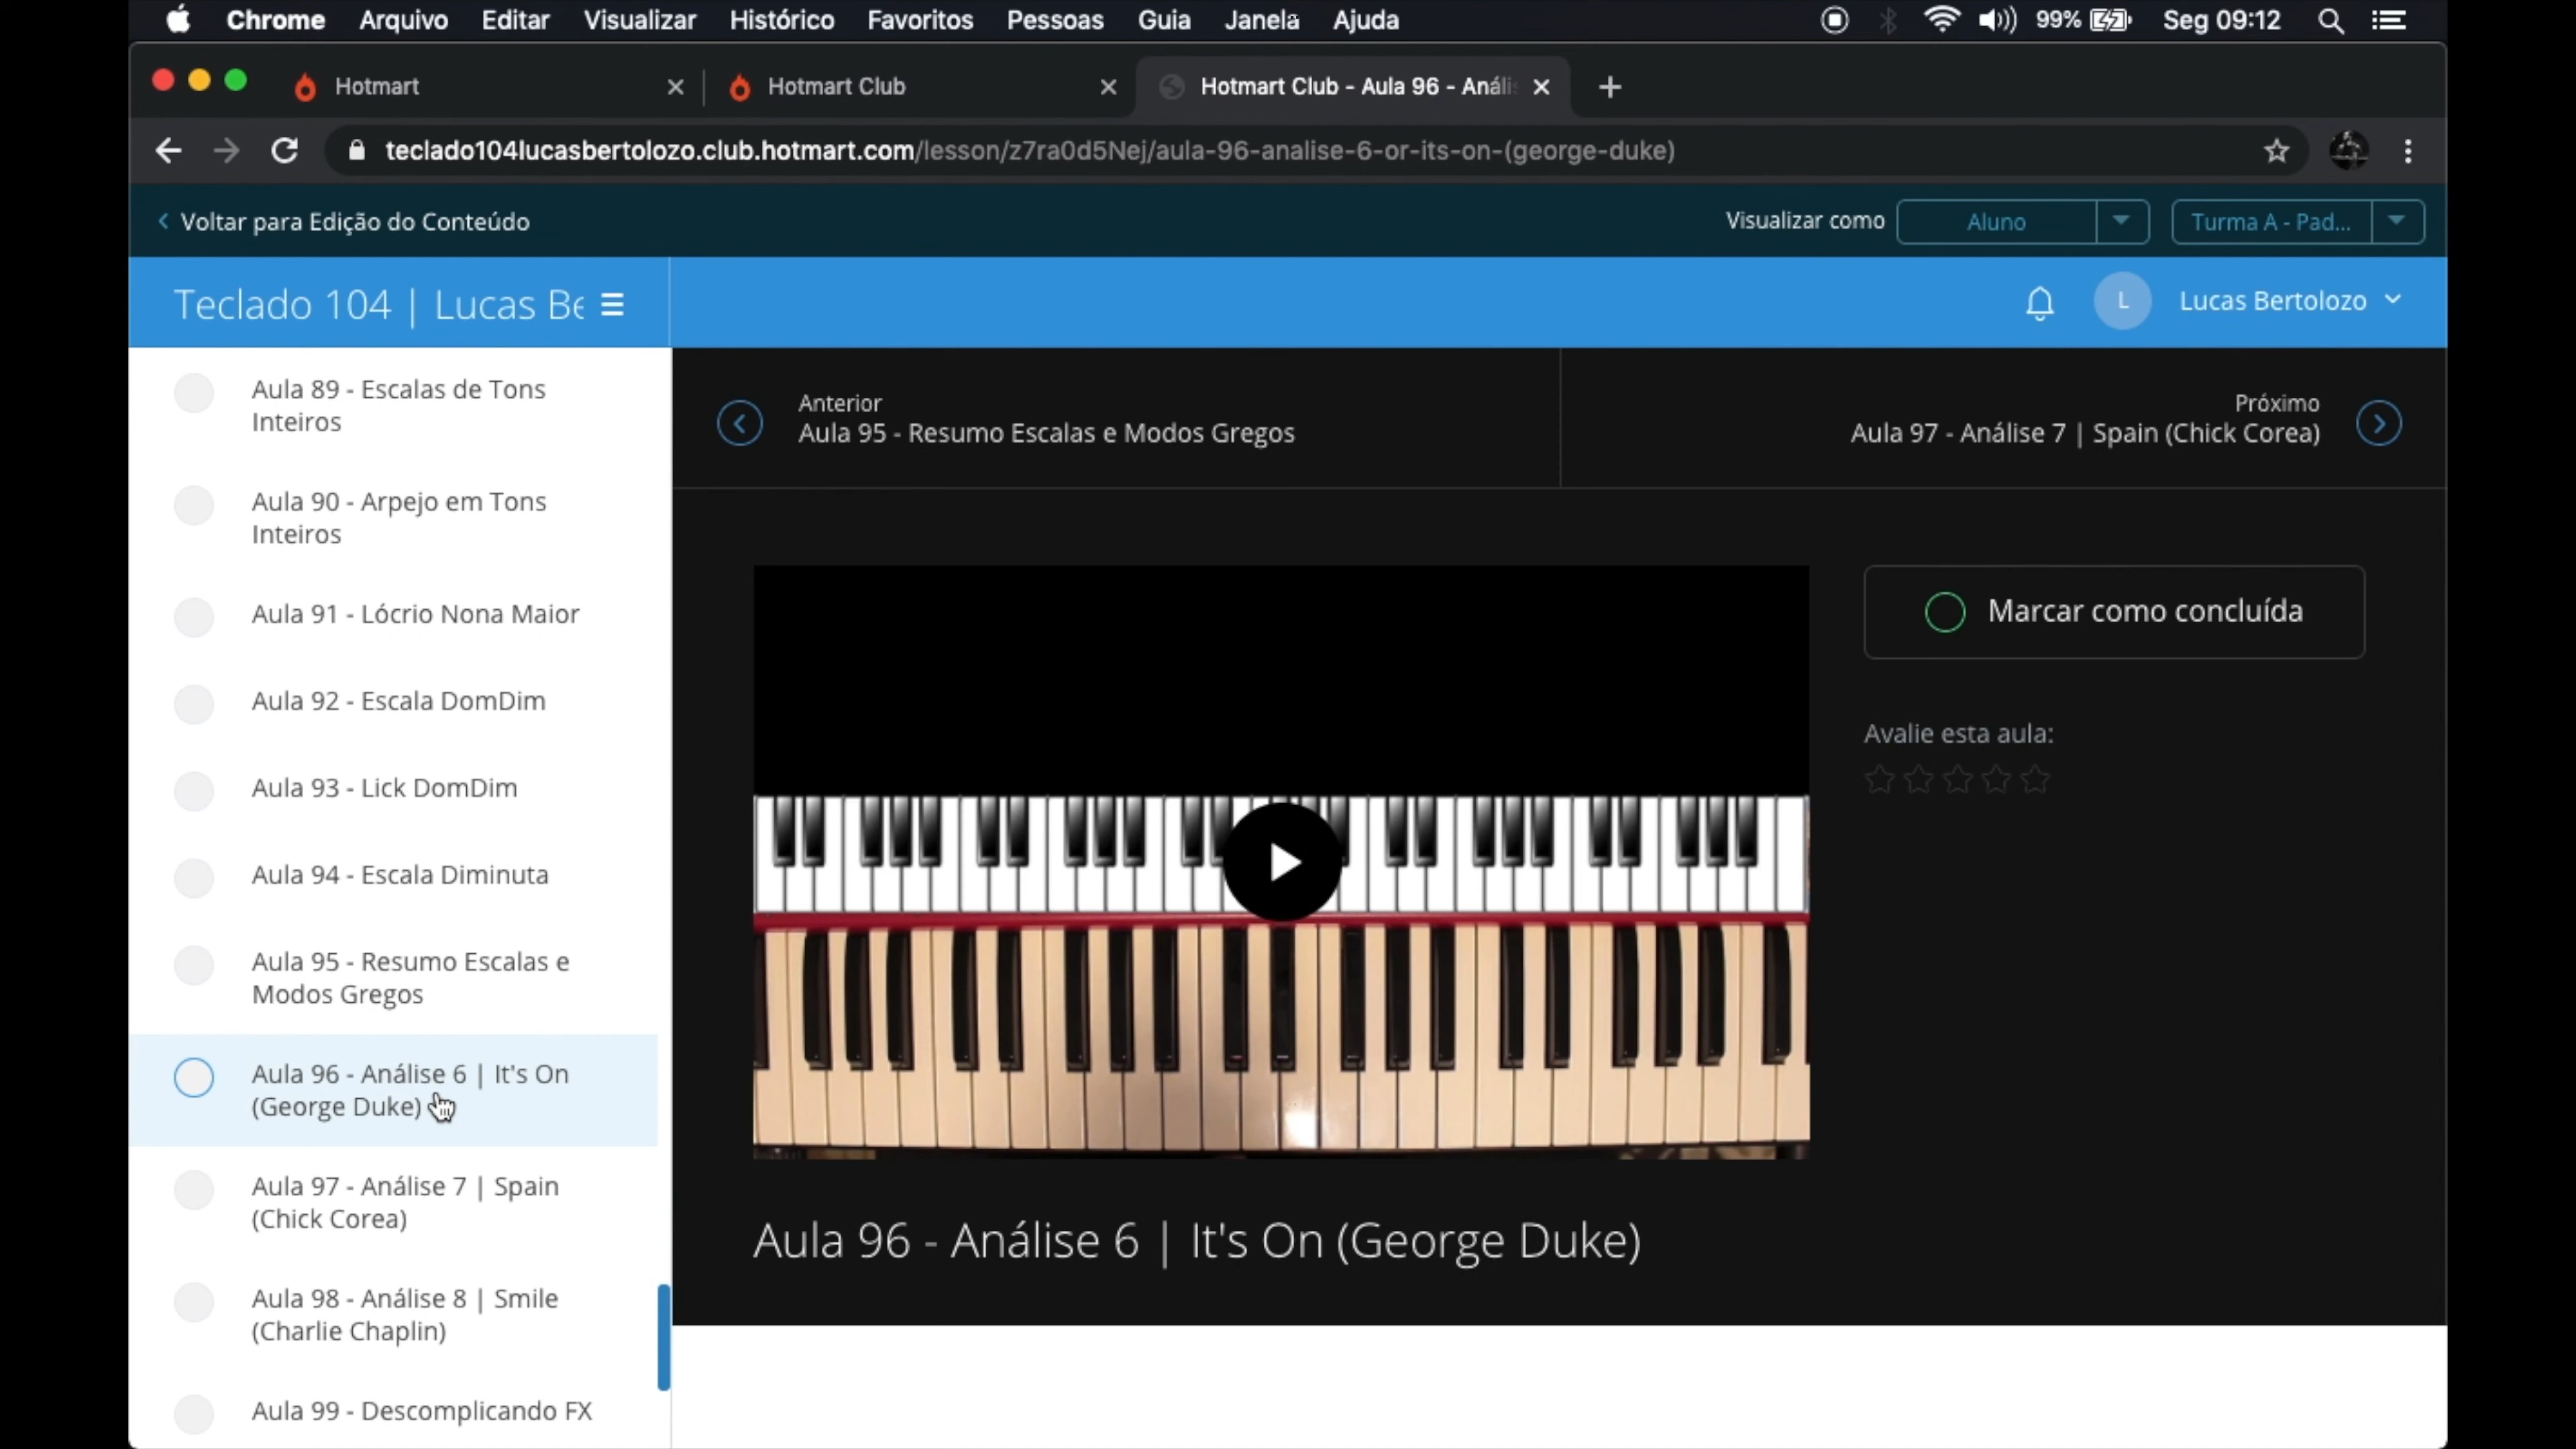 Chrome Arquivo Editar Visualizar Histórico Favoritos Pessoas Guia Janela Ajuda 99% Seg 09:12
Hotmart
Hotmart Club
Hotmart Club - Aula 96 - Anális
teclado104lucasbertolozo.club.hotmart.com/lesson/z7ra0d5Nej/aula-96-analise-6-or-its-on-(george-duke)
Voltar para Edição do Conteúdo
Visualizar como
Aluno
Turma A - Pad...
Teclado 104 | Lucas Be
L
Lucas Bertolozo
Aula 89 - Escalas de Tons
Inteiros
Aula 90 - Arpejo em Tons
Inteiros
Aula 91 - Lócrio Nona Maior
Aula 92 - Escala DomDim
Aula 93 - Lick DomDim
Aula 94 - Escala Diminuta
Aula 95 - Resumo Escalas e
Modos Gregos
Aula 96 - Análise 6 | It's On
(George Duke)
Aula 97 - Análise 7 | Spain
(Chick Corea)
Aula 98 - Análise 8 | Smile
(Charlie Chaplin)
Aula 99 - Descomplicando FX
Anterior
Aula 95 - Resumo Escalas e Modos Gregos
Próximo
Aula 97 - Análise 7 | Spain (Chick Corea)
Marcar como concluída
Avalie esta aula:
Aula 96 - Análise 6 | It's On (George Duke)